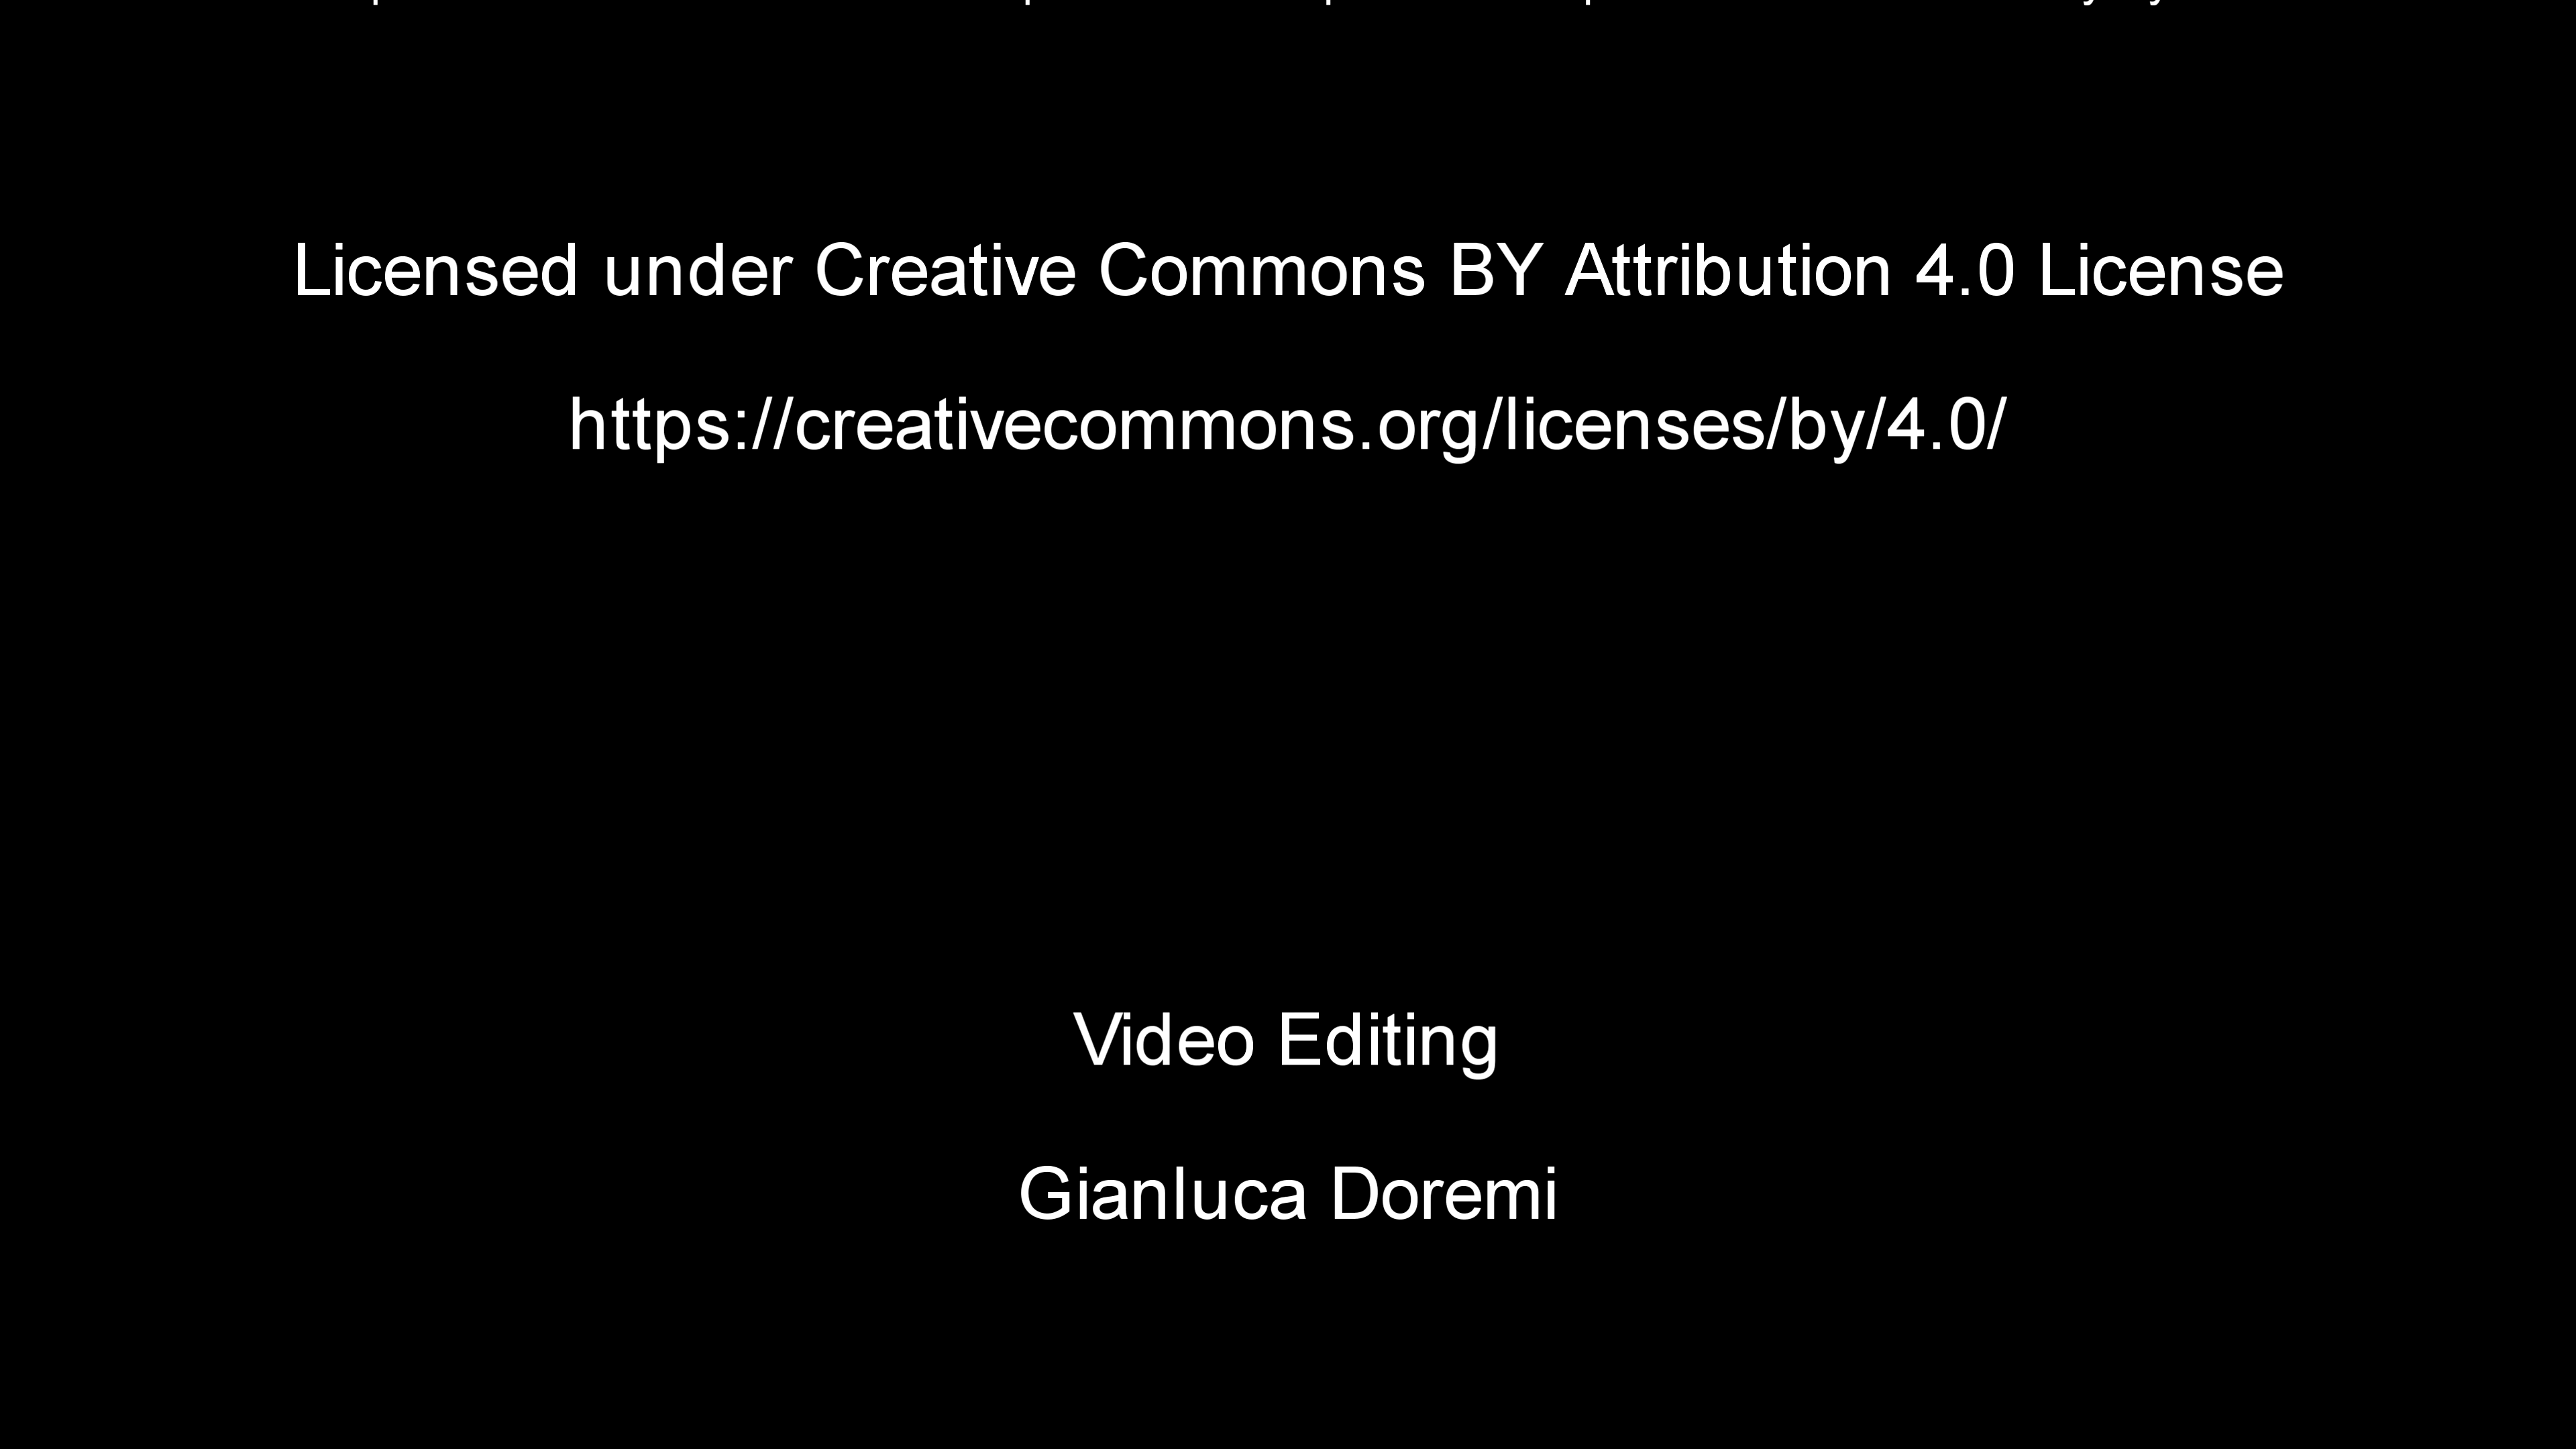 Licensed under Creative Commons BY Attribution 4.0 License
https://creativecommons.org/licenses/by/4.0/
Video Editing
Gianluca Doremi